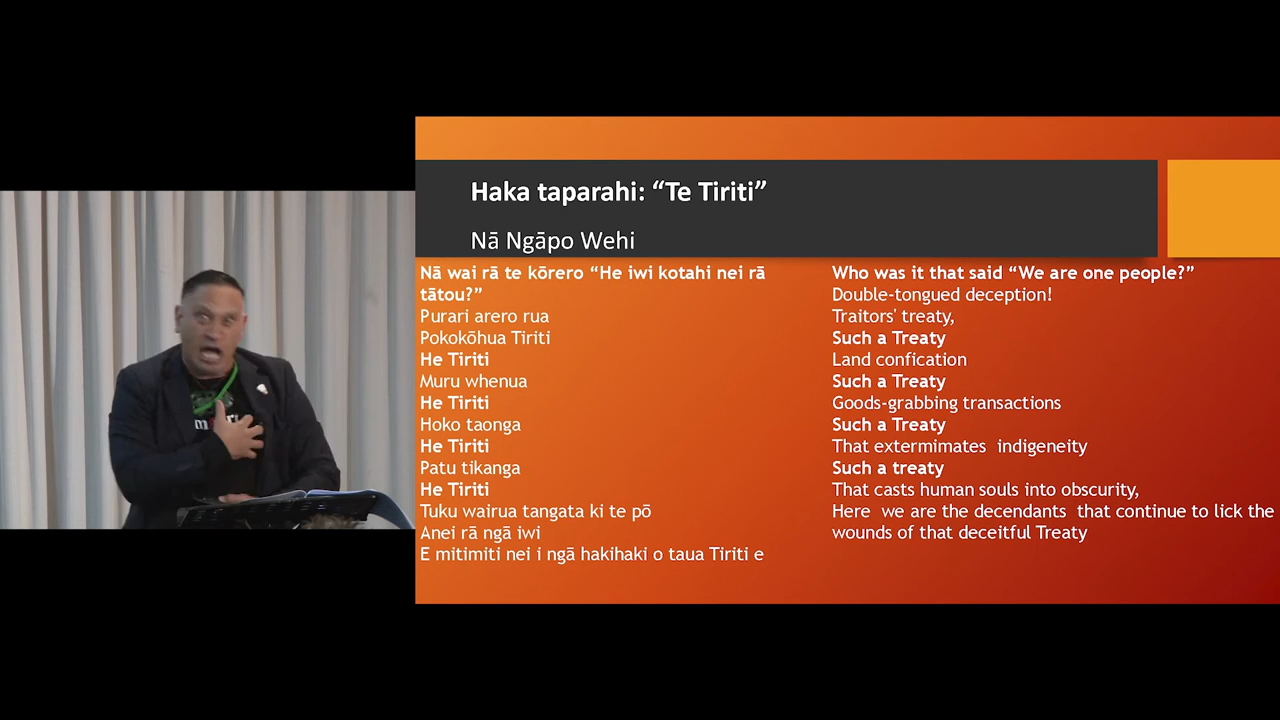 Haka taparahi: “Te Tiriti”
Nā Ngāpo Wehi
Nā wai rā te kōrero “He iwi kotahi nei rā
tātou?”
Purari arero rua
Pokokōhua Tiriti
He Tiriti
Muru whenua
He Tiriti
Hoko taonga
He Tiriti
Patu tikanga
He Tiriti
Tuku wairua tangata ki te pō
Anei rā ngā iwi
E mitimiti nei i ngā hakihaki o taua Tiriti e
Who was it that said “We are one people?”
Double-tongued deception!
Traitors' treaty,
Such a Treaty
Land confication
Such a Treaty
Goods-grabbing transactions
Such a Treaty
That extermimates  indigeneity
Such a treaty
That casts human souls into obscurity,
Here  we are the decendants  that continue to lick the
wounds of that deceitful Treaty